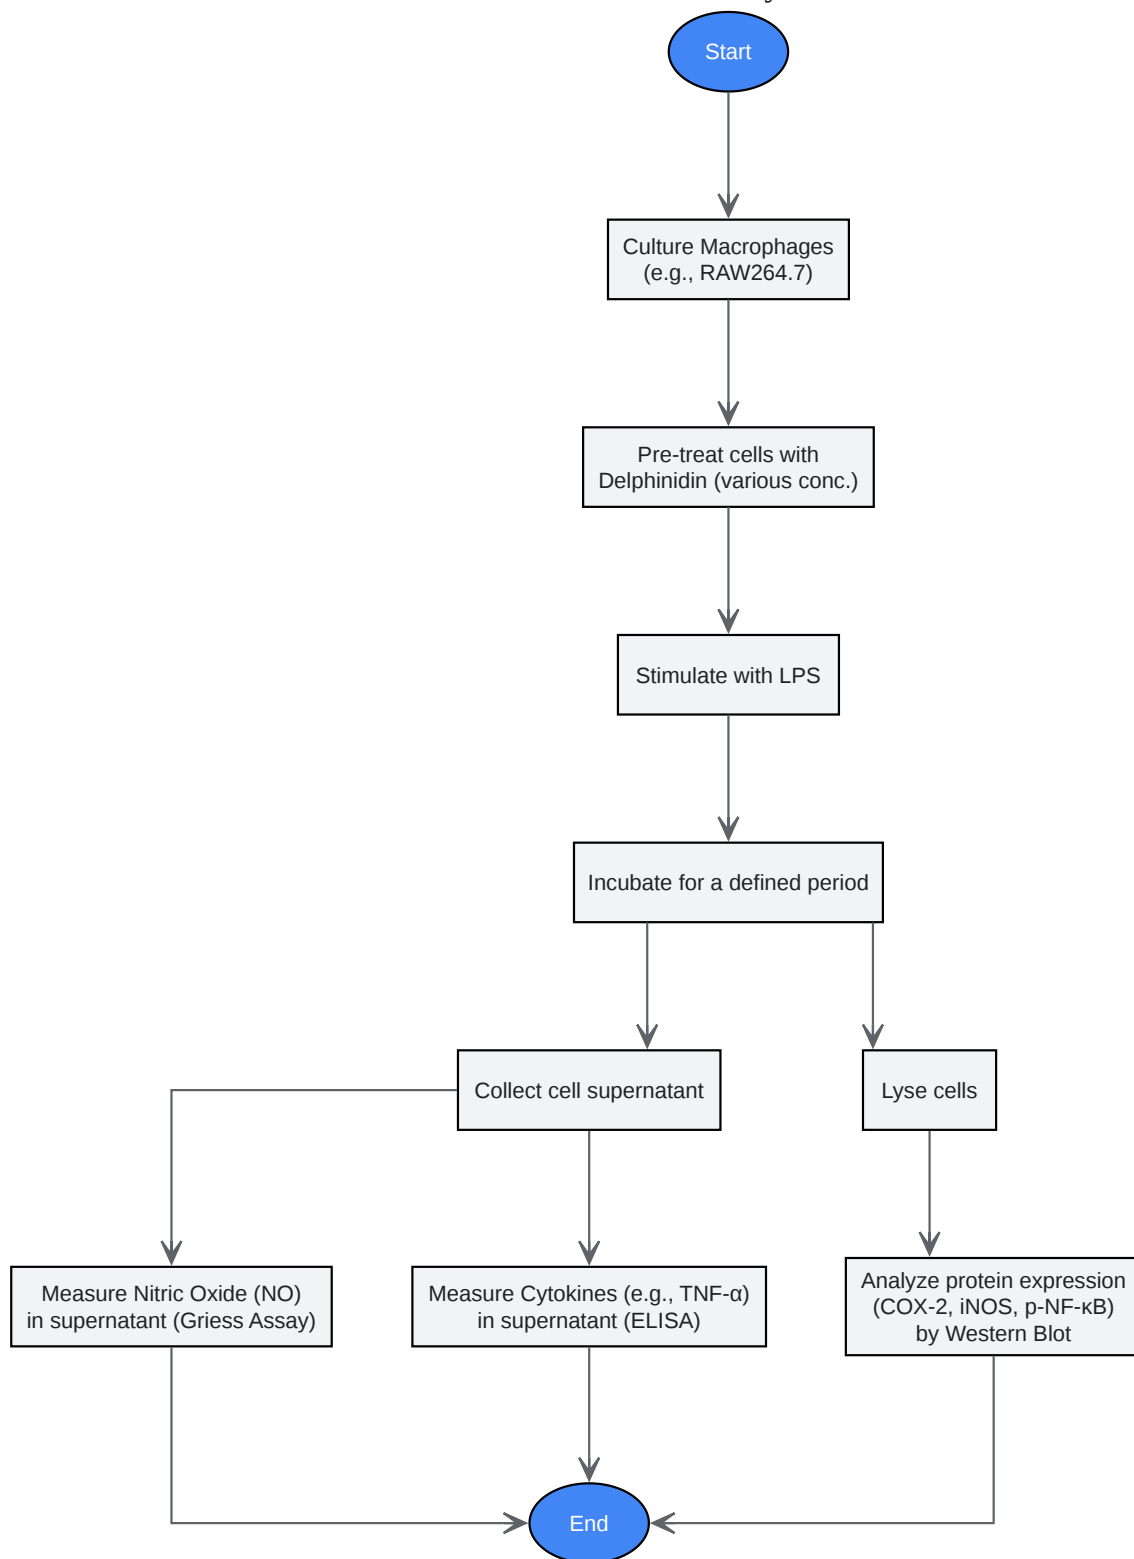 Start
Culture Macrophages
(e.g., RAW264.7)
Pre-treat cells with
Delphinidin (various conc.)
Stimulate with LPS
Incubate for a defined period
Collect cell supernatant
Lyse cells
Measure Nitric Oxide (NO)
in supernatant (Griess Assay)
Measure Cytokines (e.g., TNF-α)
in supernatant (ELISA)
Analyze protein expression
(COX-2, iNOS, p-NF-κB)
by Western Blot
End